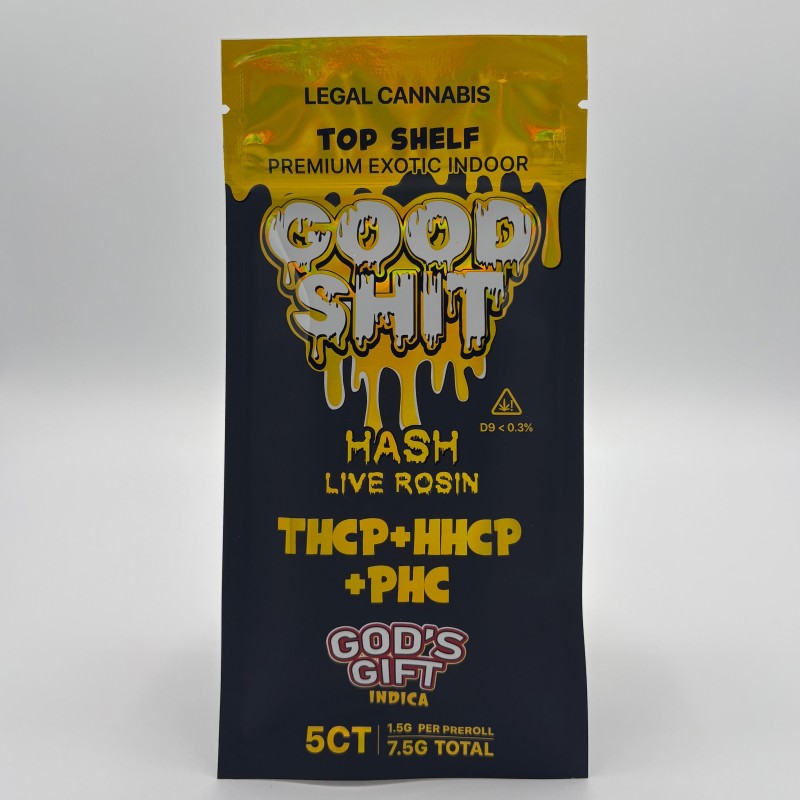 LEGAL CANNABIS
TOP SHELF
PREMIUM EXOTIC INDOOR
GOOD
SHIT
D9 < 0.3%
HASH
LIVE ROSIN
THCP+HHCP
+PHC
GOD'S
GIFT
INDICA
5CT
1.5G PER PREROLL
7.5G TOTAL